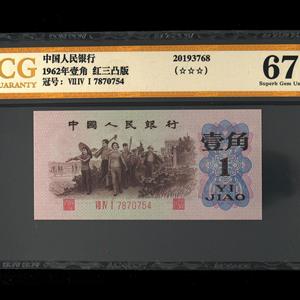 CG
GUARANTY
中国人民银行
1962年壹角 红三凸版
冠号：VIIIV I 7870754
20193768
(☆☆☆)
67
Superb Gem Un
中國人民銀行
壹角
1
YI
JIAO
VIIIV I 7870754